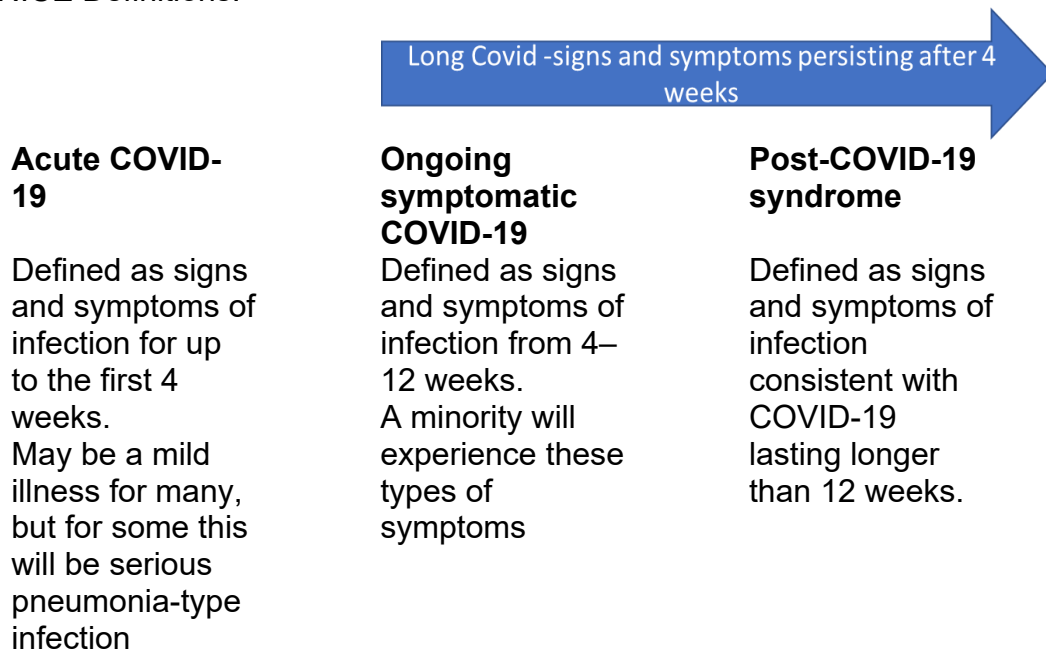 Definitions:
Long Covid -signs and symptoms persisting after 4
weeks
Acute COVID-
19
Defined as signs
and symptoms of
infection for up
to the first 4
weeks.
May be a mild
illness for many,
but for some this
will be serious
pneumonia-type
infection
Ongoing
symptomatic
COVID-19
Defined as signs
and symptoms of
infection from 4–
12 weeks.
A minority will
experience these
types of
symptoms
Post-COVID-19
syndrome
Defined as signs
and symptoms of
infection
consistent with
COVID-19
lasting longer
than 12 weeks.